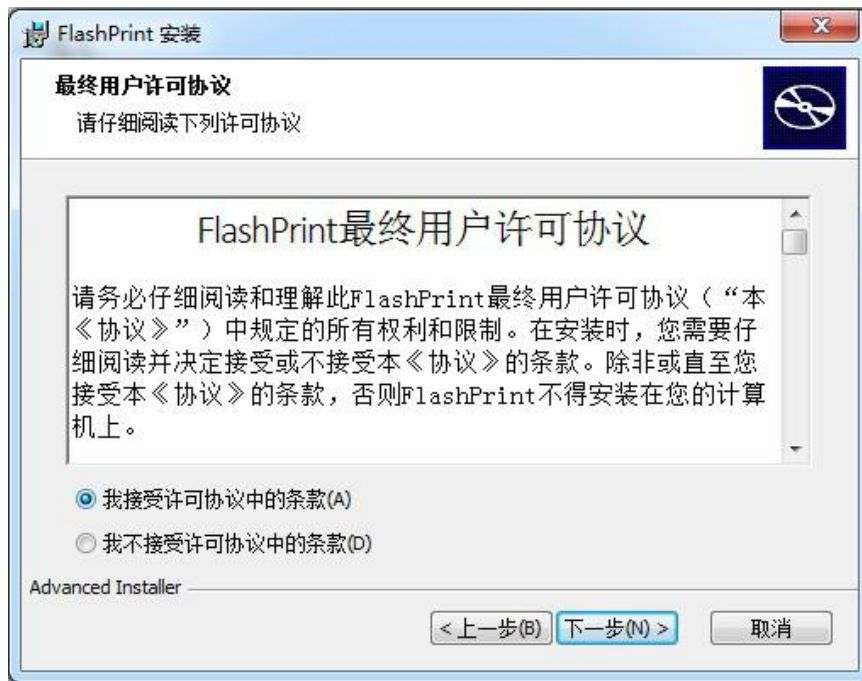 FlashPrint 安装
最终用户许可协议
请仔细阅读下列许可协议
FlashPrint最终用户许可协议
请务必仔细阅读和理解此FlashPrint最终用户许可协议（“本
《协议》”）中规定的所有权利和限制。在安装时，您需要仔
细阅读并决定接受或不接受本《协议》的条款。除非或直至您
接受本《协议》的条款，否则FlashPrint不得安装在您的计算
机上。
我接受许可协议中的条款(A)
我不接受许可协议中的条款(D)
Advanced Installer
< 上一步(B) 下一步(N) > 取消